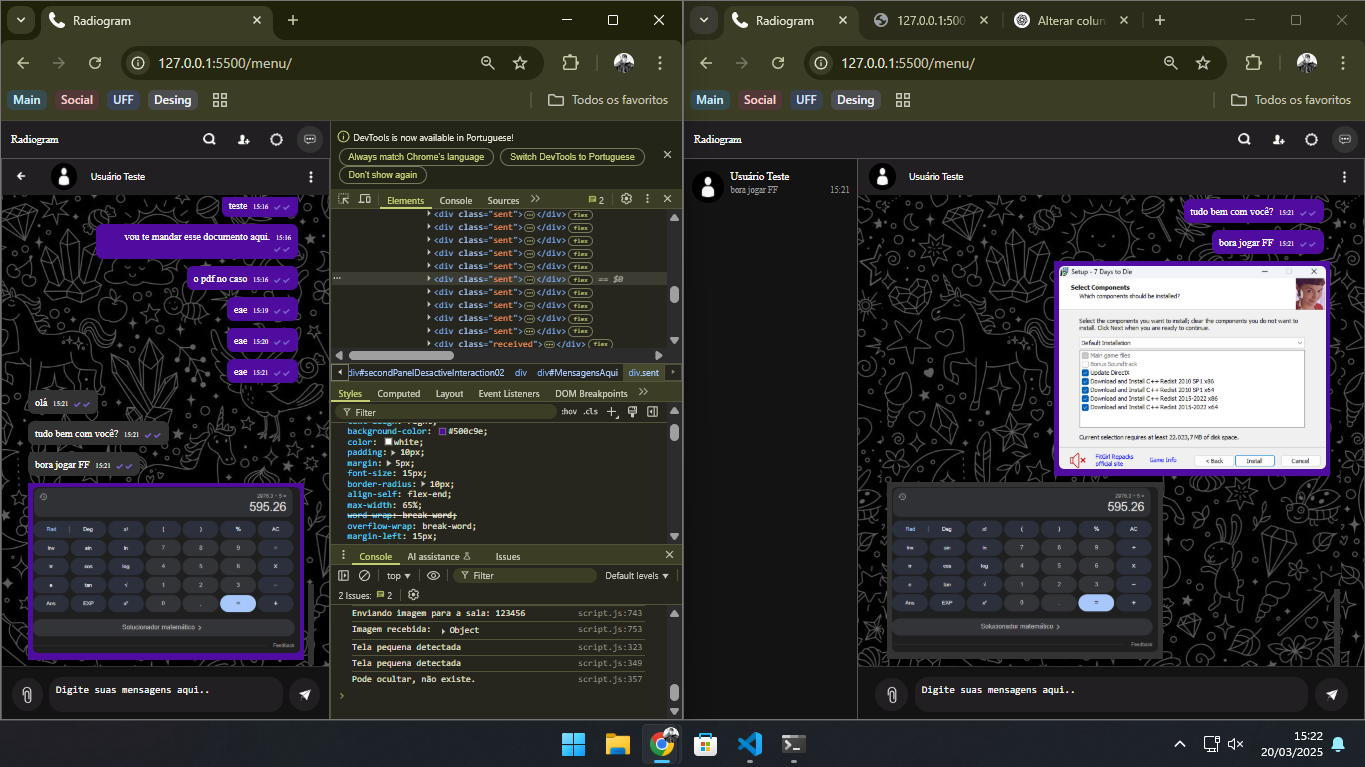 Radiogram
127.0.0.1:5500/menu/
Main Social UFF Desing
Todos os favoritos
Radiogram
Usuário Teste
teste 15:16
vou te mandar esse documento aqui. 15:16
o pdf no caso 15:16
eae 15:19
eae 15:20
eae 15:21
olá 15:21
tudo bem com você? 15:21
bora jogar FF 15:21
2976.3 ÷ 5 =
595.26
Rad Deg x! ( ) % AC
Inv sin ln 7 8 9 ÷
π cos log 4 5 6 X
e tan √ 1 2 3 −
Ans EXP 0 . = +
Solucionador matemático
Feedback
Digite suas mensagens aqui..
DevTools is now available in Portuguese!
Always match Chrome's language
Switch DevTools to Portuguese
Don't show again
Elements Console Sources 2
<div class="sent"> </div> flex
<div class="sent"> </div> flex
<div class="sent"> </div> flex
<div class="sent"> </div> flex
<div class="sent"> </div> flex
<div class="sent"> </div> flex == $0
<div class="sent"> </div> flex
<div class="sent"> </div> flex
<div class="sent"> </div> flex
<div class="sent"> </div> flex
<div class="received"> </div> flex
div#secondPanelDesactiveInteraction02 div div#MensagensAqui div.sent
Styles Computed Layout Event Listeners DOM Breakpoints
Filter :hov .cls
background-color: #500c9e;
color: white;
padding: 10px;
margin: 5px;
font-size: 15px;
border-radius: 10px;
align-self: flex-end;
max-width: 65%;
word-wrap: break-word;
overflow-wrap: break-word;
margin-left: 15px;
Console AI assistance Issues
top Filter Default levels
2 Issues: 2
Enviando imagem para a sala: 123456 script.js:743
Imagem recebida: Object script.js:753
Tela pequena detectada script.js:323
Tela pequena detectada script.js:349
Pode ocultar, não existe. script.js:357
Radiogram
127.0.0.1:500
Alterar colun
127.0.0.1:5500/menu/
Main Social UFF Desing
Todos os favoritos
Radiogram
Usuário Teste
bora jogar FF 15:21
Usuário Teste
tudo bem com você? 15:21
bora jogar FF 15:21
Setup - 7 Days to Die
Select Components
Which components should be installed?
Select the components you want to install; clear the components you do not want to
install. Click Next when you are ready to continue.
Default Installation
Main game files
Bonus Soundtrack
Update DirectX
Download and Install C++ Redist 2010 SP1 x86
Download and Install C++ Redist 2010 SP1 x64
Download and Install C++ Redist 2015-2022 x86
Download and Install C++ Redist 2015-2022 x64
Current selection requires at least 22.023,7 MB of disk space.
FitGirl Repacks
official site
Game Info
< Back Install Cancel
2976.3 ÷ 5 =
595.26
Rad Deg x! ( ) % AC
Inv sin ln 7 8 9 ÷
π cos log 4 5 6 X
e tan √ 1 2 3 −
Ans EXP 0 . = +
Solucionador matemático
Feedback
Digite suas mensagens aqui..
15:22
20/03/2025